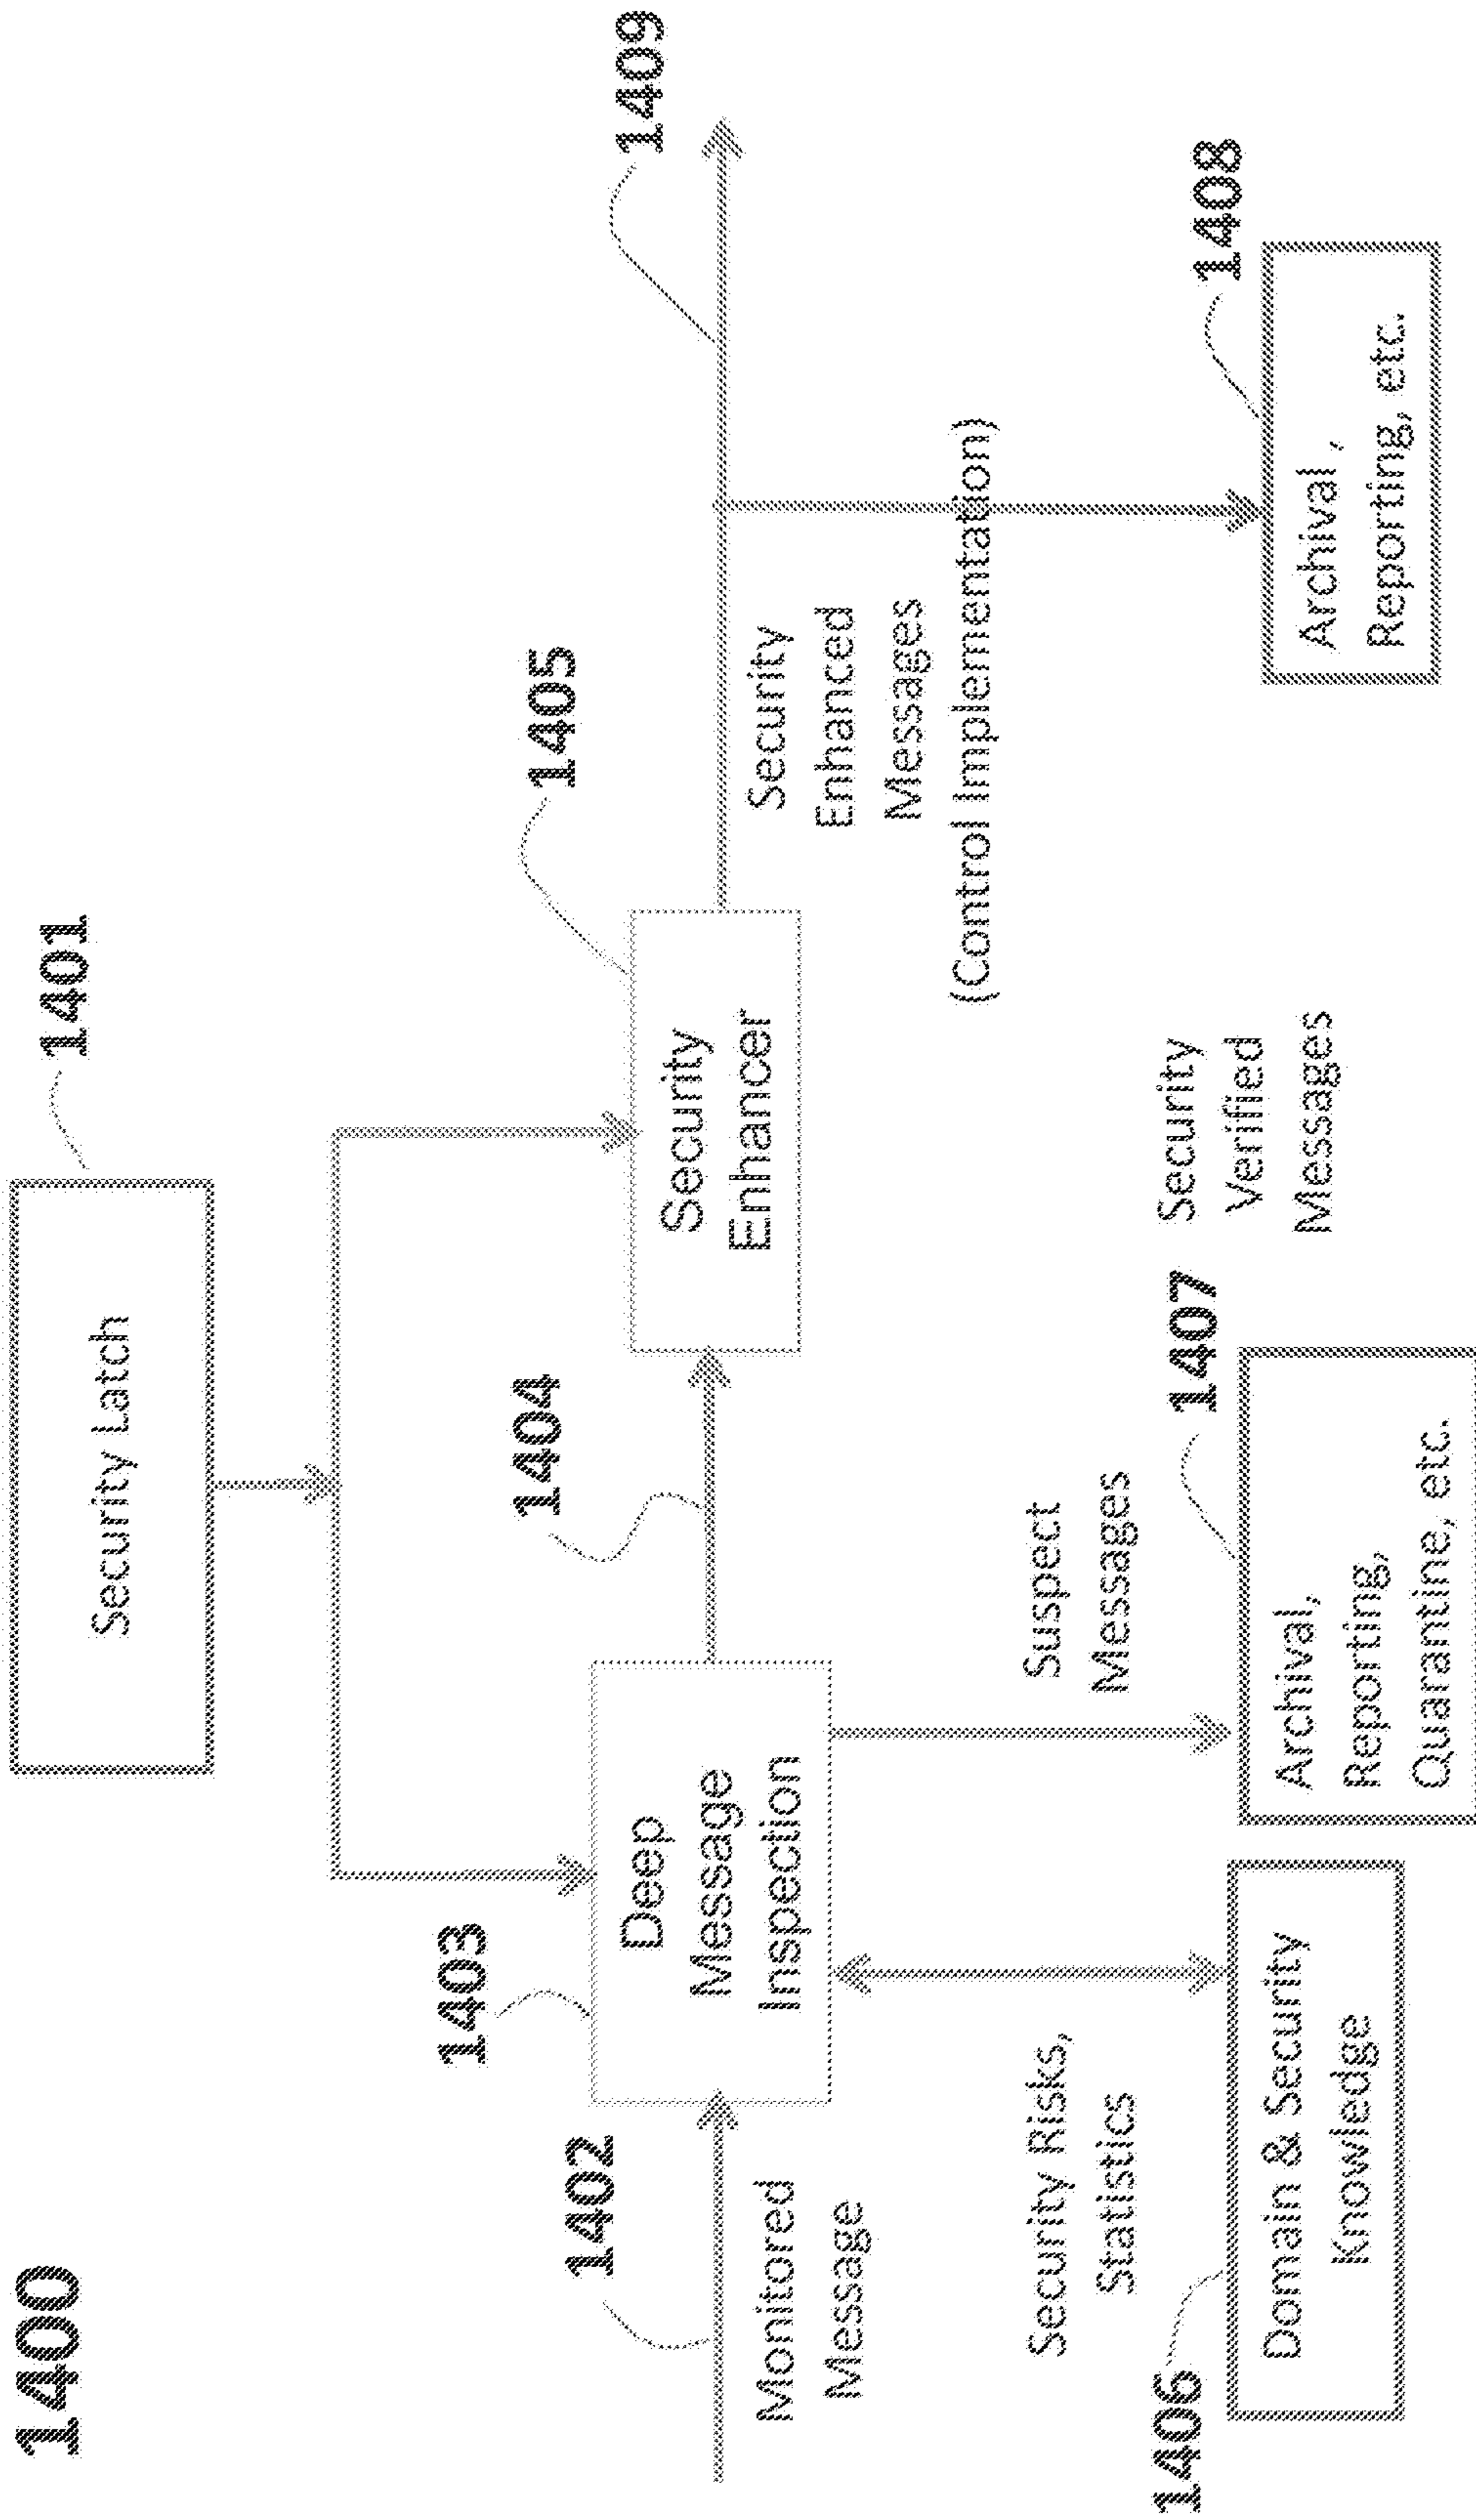 1400
1401
Security Latch
1403
1404
1405
1409
1402
Deep
Message
Inspection
Security
Enhancer
Monitored
Message
Security
Enhanced
Messages
(Control Implementation)
Security Risks,
Statistics
Suspect
Messages
Security
Verified
Messages
1406
1407
1408
Domain & Security
Knowledge
Archival,
Reporting,
Quarantine, etc.
Archival ,
Reporting, etc.